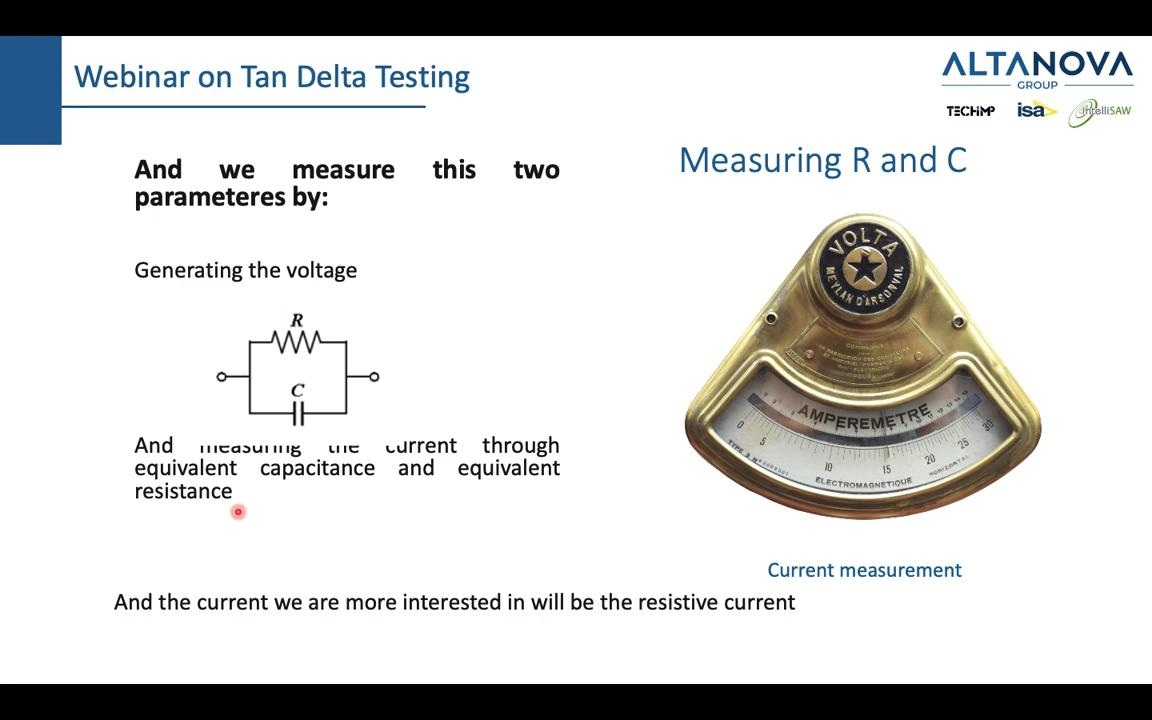 Webinar on Tan Delta Testing
ALTANOVA
GROUP
TECHIMP isa intelliSAW
And we measure this two
parameteres by:
Measuring R and C
Generating the voltage
R
C
And measuring the current through
equivalent capacitance and equivalent
resistance
VOLTA
MEYLAN D'ARSONVAL
COMPAGNIE
AMPEREMETRE
0 5 10 15 20 25 30
ELECTROMAGNETIQUE
HORIZONTAL
Current measurement
And the current we are more interested in will be the resistive current